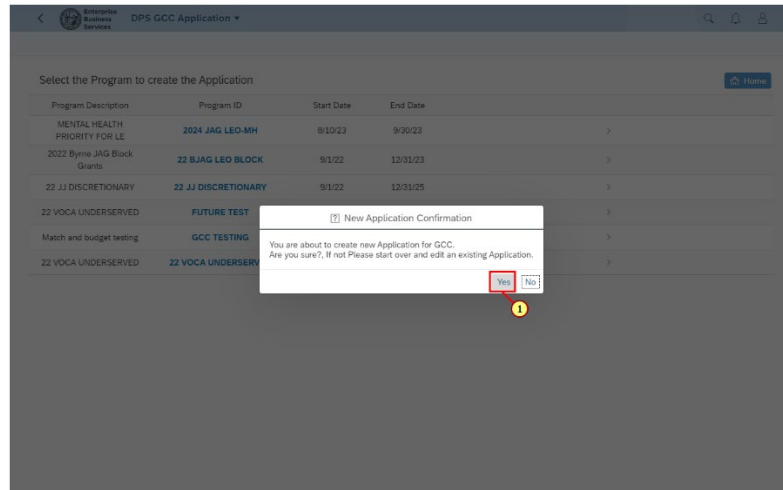 Enterprise
Business
Services
DPS GCC Application
Select the Program to create the Application
Home
Program Description Program ID Start Date End Date
MENTAL HEALTH
PRIORITY FOR LE
2024 JAG LEO-MH 8/10/23 9/30/23
2022 Byrne JAG Block
Grants
22 BJAG LEO BLOCK 9/1/22 12/31/23
22 JJ DISCRETIONARY 22 JJ DISCRETIONARY 9/1/22 12/31/25
22 VOCA UNDERSERVED FUTURE TEST
Match and budget testing GCC TESTING
22 VOCA UNDERSERVED 22 VOCA UNDERSERV
New Application Confirmation
You are about to create new Application for GCC.
Are you sure?, If not Please start over and edit an existing Application.
Yes No
1